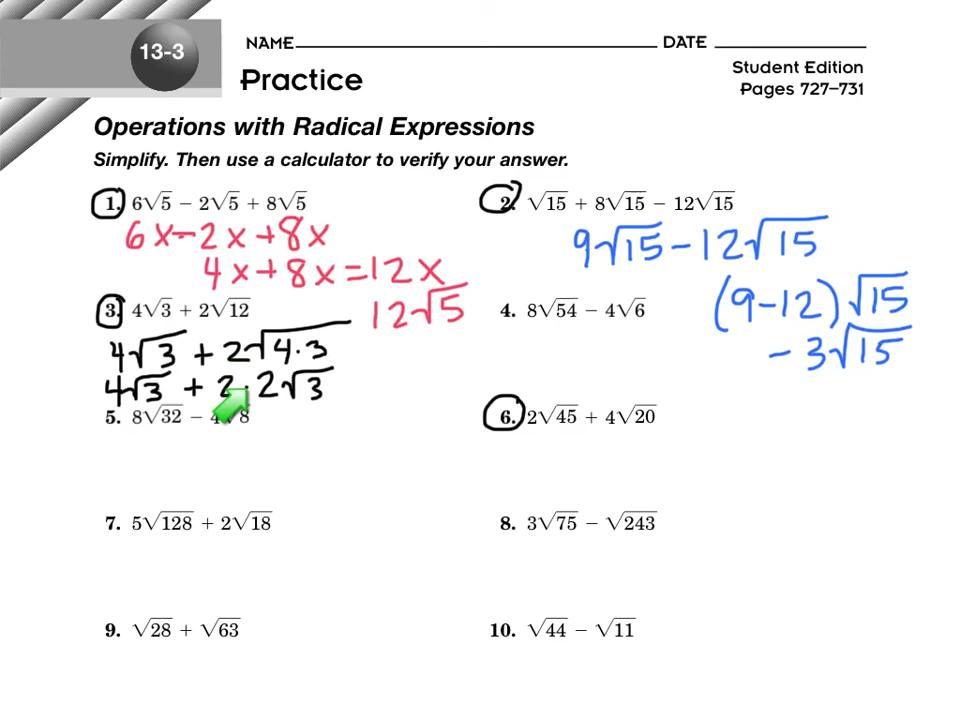 13-3
NAME DATE
Practice
Student Edition
Pages 727–731
Operations with Radical Expressions
Simplify. Then use a calculator to verify your answer.
1. 6√5 − 2√5 + 8√5
6x − 2x + 8x
4x + 8x = 12x
12√5
2. √15 + 8√15 − 12√15
9√15 − 12√15
(9 − 12)√15
− 3√15
3. 4√3 + 2√12
4√3 + 2√4·3
4√3 + 2·2√3
4. 8√54 − 4√6
5. 8√32 − 4√8
6. 2√45 + 4√20
7. 5√128 + 2√18
8. 3√75 − √243
9. √28 + √63
10. √44 − √11